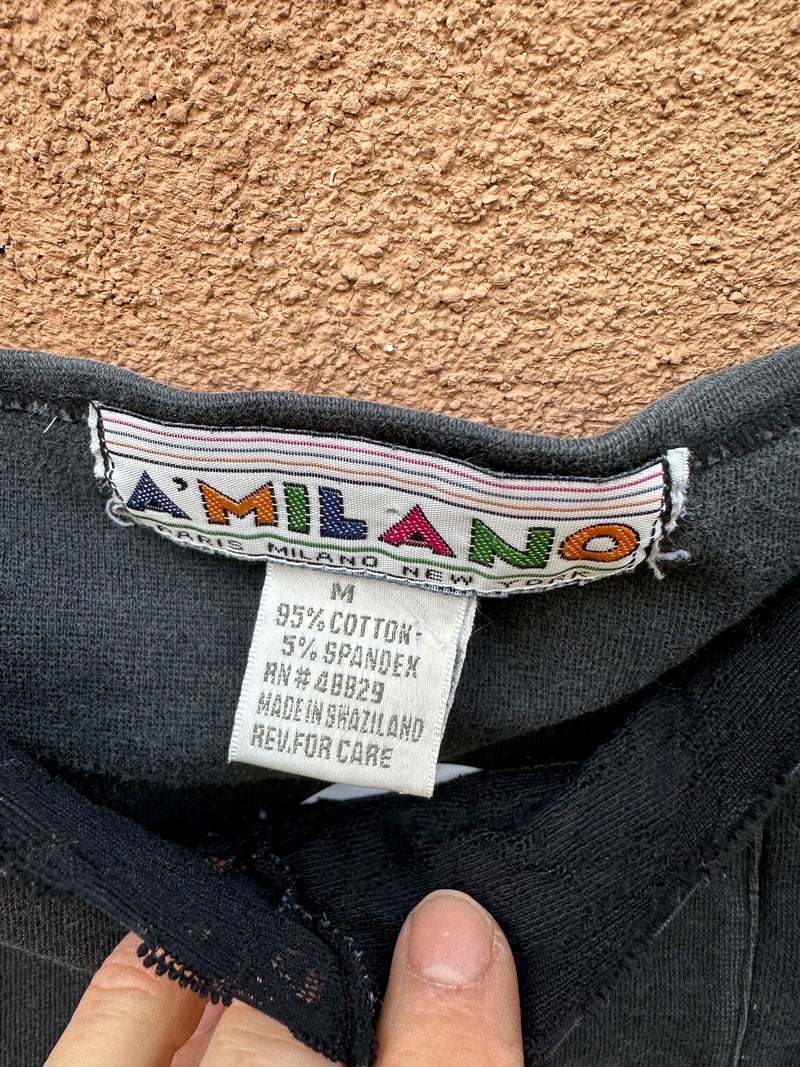 A'MILANO
PARIS MILANO NEW YORK
M
95% COTTON
5% SPANDEX
RN# 48829
MADE IN SWAZILAND
REV. FOR CARE